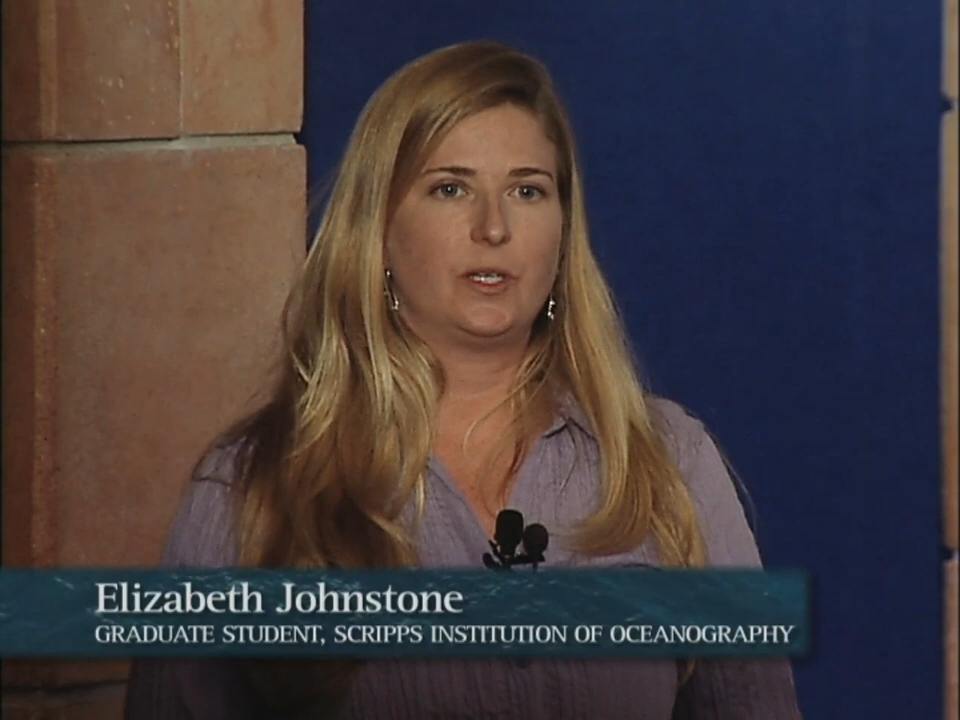 Elizabeth Johnstone
GRADUATE STUDENT, SCRIPPS INSTITUTION OF OCEANOGRAPHY